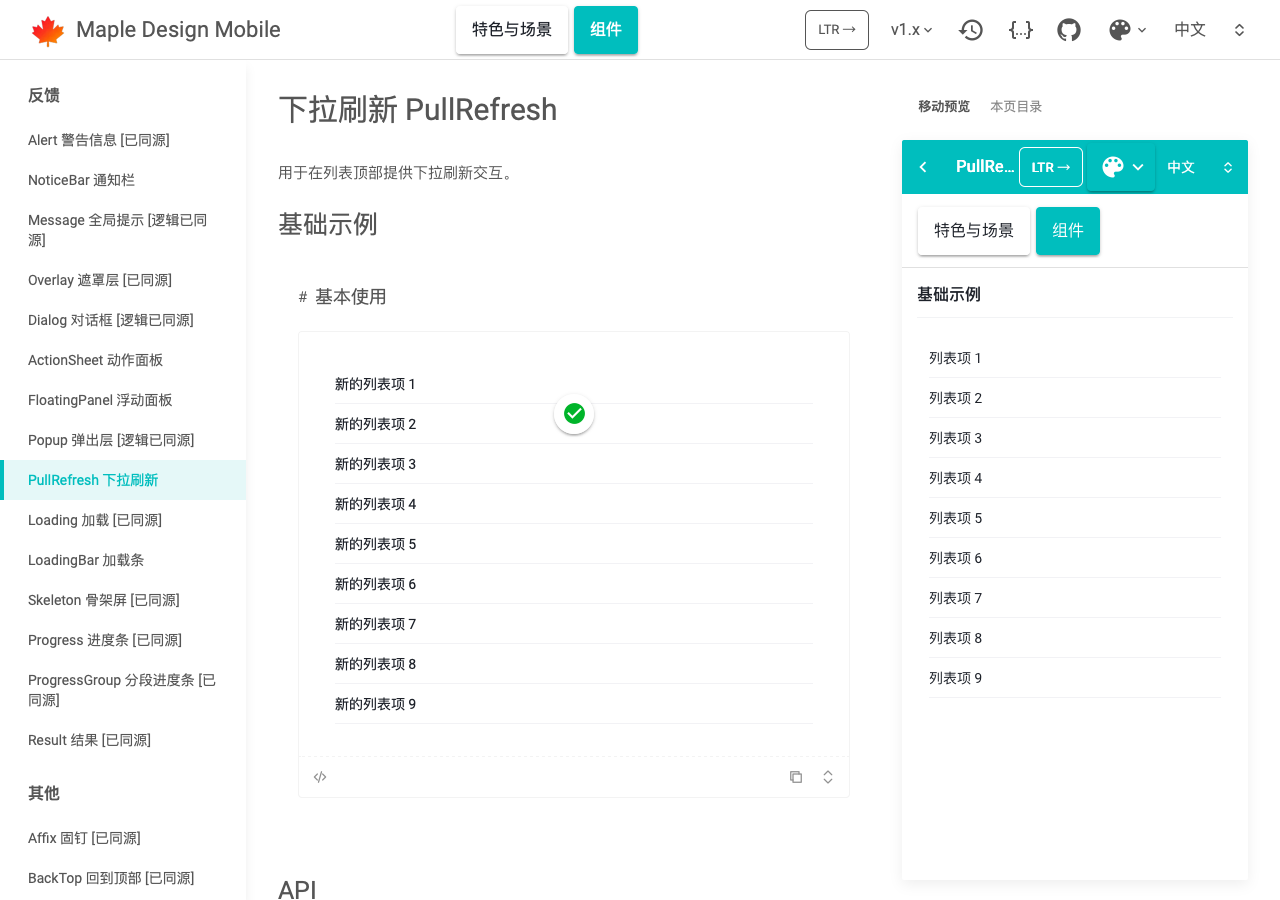 Maple Design Mobile
特色与场景
组件
LTR→
v1.x
{..}
中文
反馈
Alert 警告信息 [已同源]
NoticeBar 通知栏
Message 全局提示 [逻辑已同
源]
Overlay 遮罩层 [已同源]
Dialog 对话框 [逻辑已同源]
ActionSheet 动作面板
FloatingPanel 浮动面板
Popup 弹出层 [逻辑已同源]
PullRefresh 下拉刷新
Loading 加载 [已同源]
LoadingBar 加载条
Skeleton 骨架屏 [已同源]
Progress 进度条 [已同源]
ProgressGroup 分段进度条 [已
同源]
Result 结果 [已同源]
其他
Affix 固钉 [已同源]
BackTop 回到顶部 [已同源]
下拉刷新 PullRefresh
用于在列表顶部提供下拉刷新交互。
基础示例
# 基本使用
新的列表项 1
新的列表项 2
新的列表项 3
新的列表项 4
新的列表项 5
新的列表项 6
新的列表项 7
新的列表项 8
新的列表项 9
API
移动预览
本页目录
PullRe...
LTR→
中文
特色与场景
组件
基础示例
列表项 1
列表项 2
列表项 3
列表项 4
列表项 5
列表项 6
列表项 7
列表项 8
列表项 9